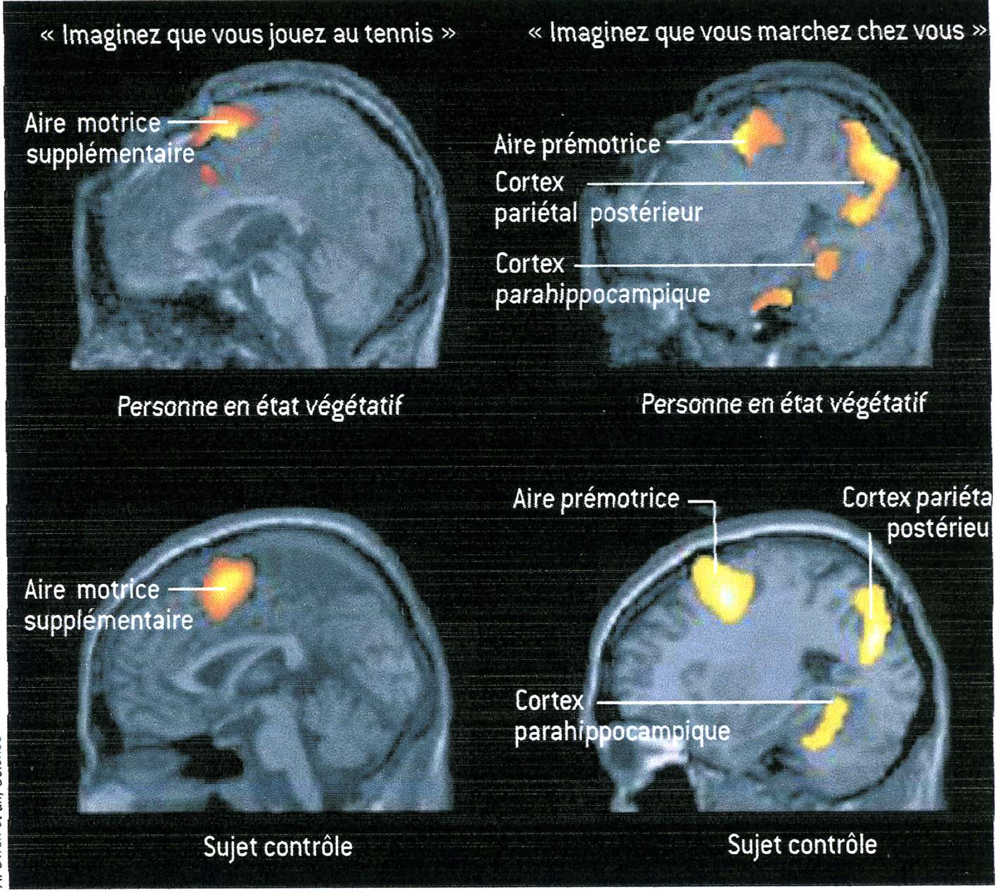 « Imaginez que vous jouez au tennis »
« Imaginez que vous marchez chez vous »
Aire motrice
supplémentaire
Aire prémotrice
Cortex
pariétal postérieur
Cortex
parahippocampique
Personne en état végétatif
Personne en état végétatif
Aire motrice
supplémentaire
Aire prémotrice
Cortex pariéta
postérieu
Cortex
parahippocampique
Sujet contrôle
Sujet contrôle